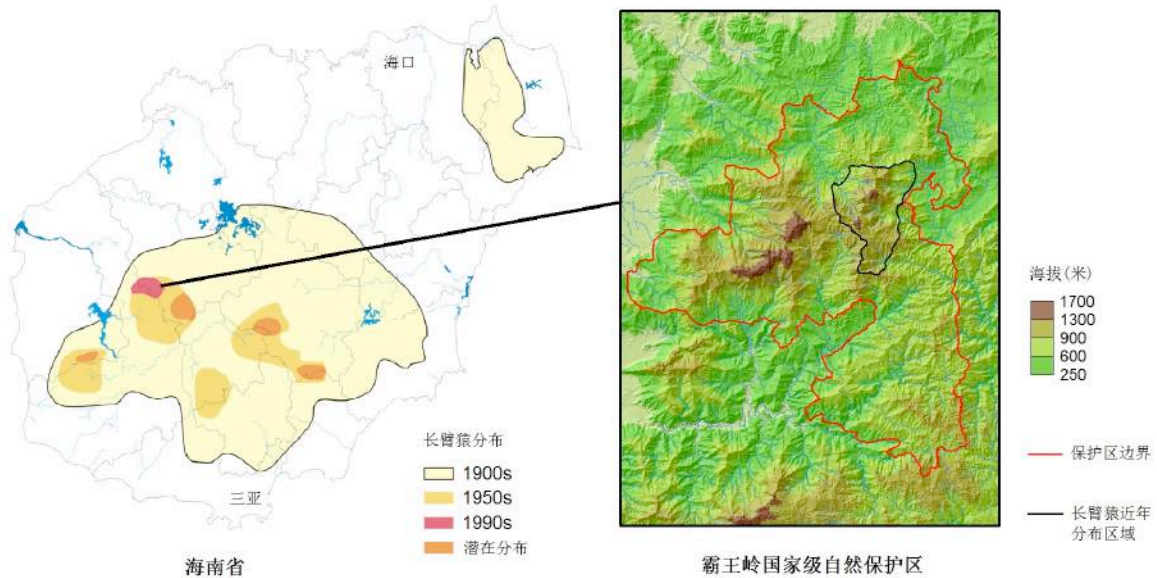 海口
三亚
长臂猿分布
1900s
1950s
1990s
潜在分布
海南省
海拔(米)
1700
1300
900
600
250
保护区边界
长臂猿近年
分布区域
霸王岭国家级自然保护区